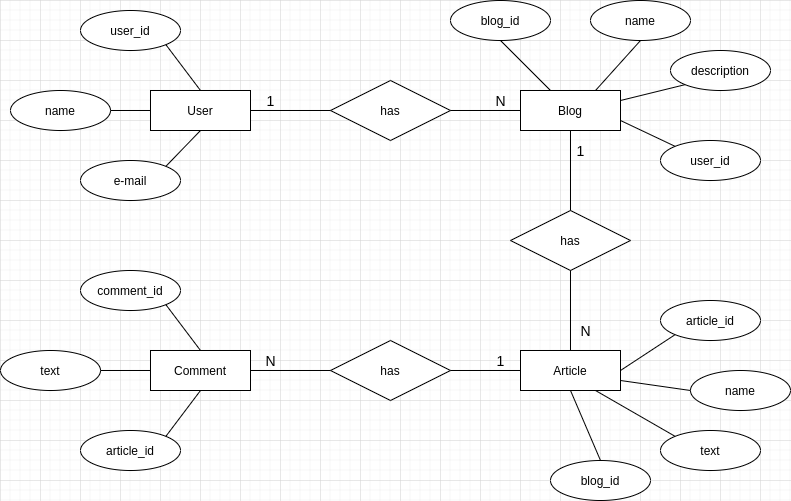 blog_id
name
user_id
description
name
User
1
has
N
Blog
1
user_id
e-mail
has
comment_id
article_id
N
text
Comment
N
has
1
Article
name
article_id
text
blog_id